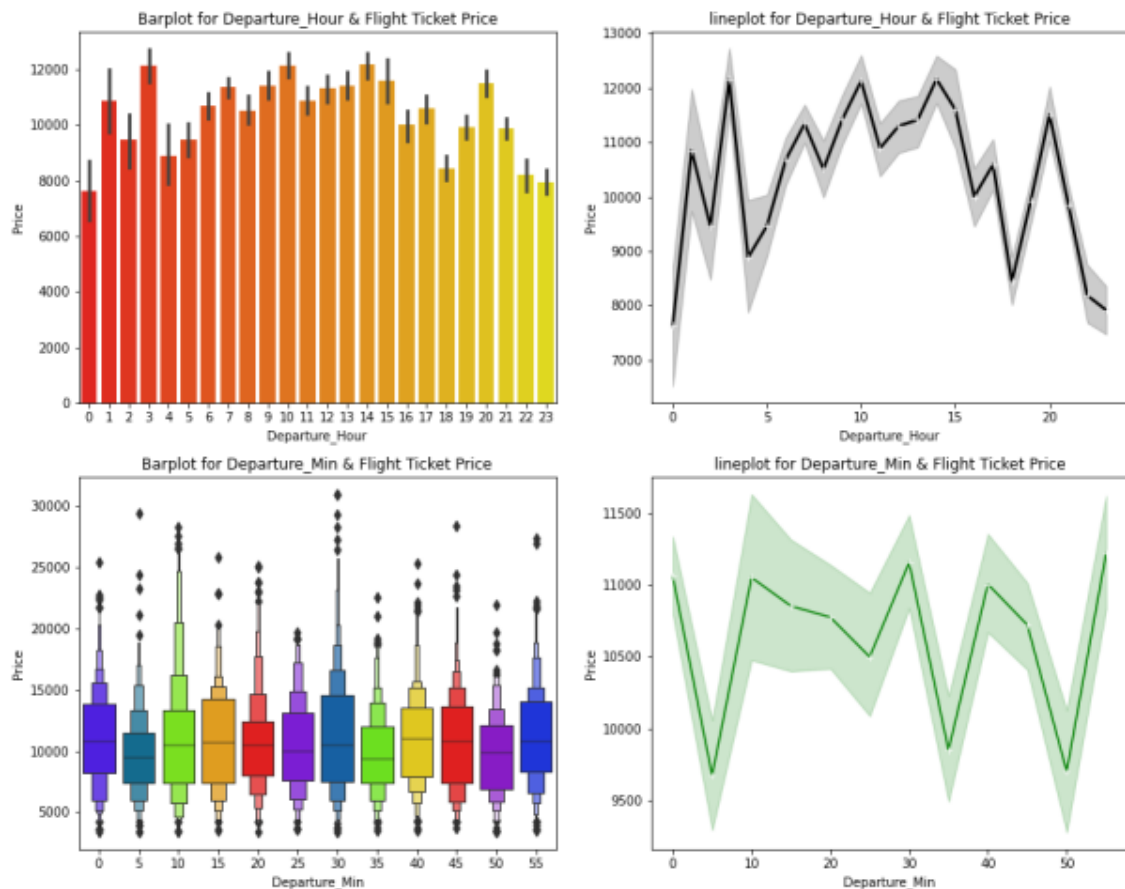 Barplot for Departure_Hour & Flight Ticket Price
12000
10000
8000
6000
4000
2000
0
Price
0 1 2 3 4 5 6 7 8 9 10 11 12 13 14 15 16 17 18 19 20 21 22 23
Departure_Hour
lineplot for Departure_Hour & Flight Ticket Price
13000
12000
11000
10000
9000
8000
7000
Price
0 5 10 15 20
Departure_Hour
Barplot for Departure_Min & Flight Ticket Price
30000
25000
20000
15000
10000
5000
Price
0 5 10 15 20 25 30 35 40 45 50 55
Departure_Min
lineplot for Departure_Min & Flight Ticket Price
11500
11000
10500
10000
9500
Price
0 10 20 30 40 50
Departure_Min